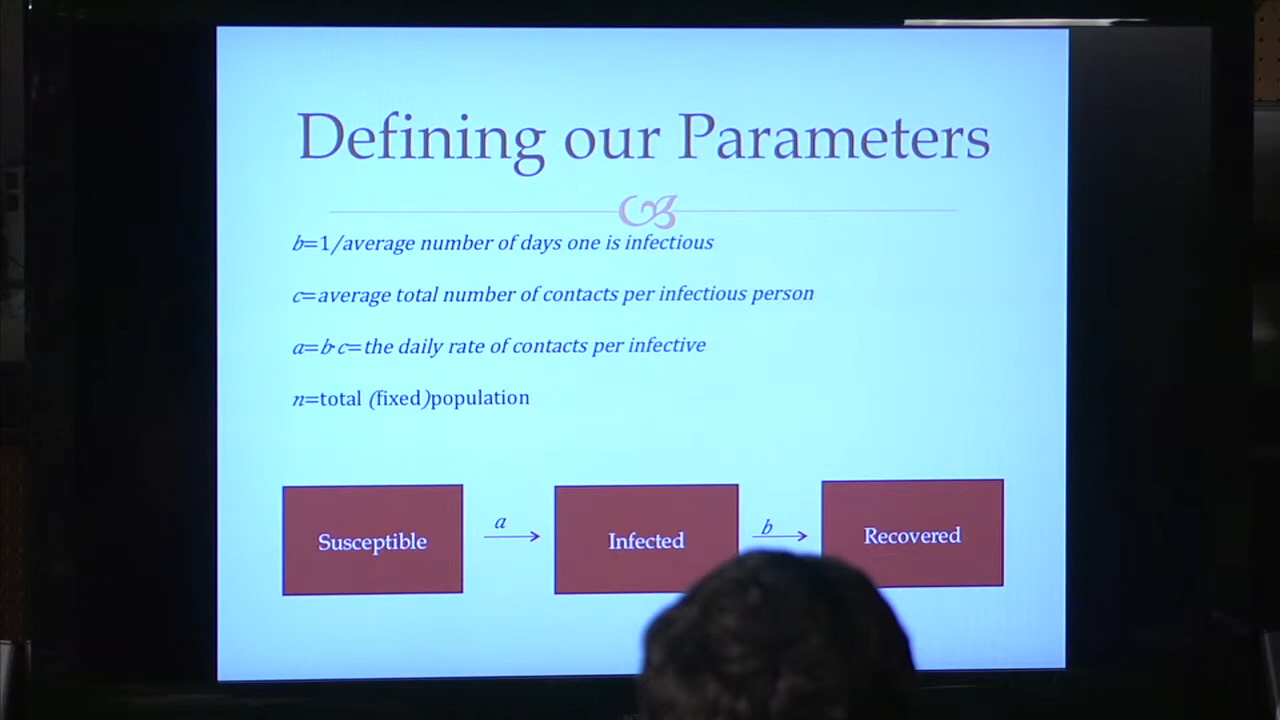 Defining our Parameters
b=1/average number of days one is infectious
c=average total number of contacts per infectious person
a=b·c=the daily rate of contacts per infective
n=total (fixed)population
a
b
Susceptible
Infected
Recovered